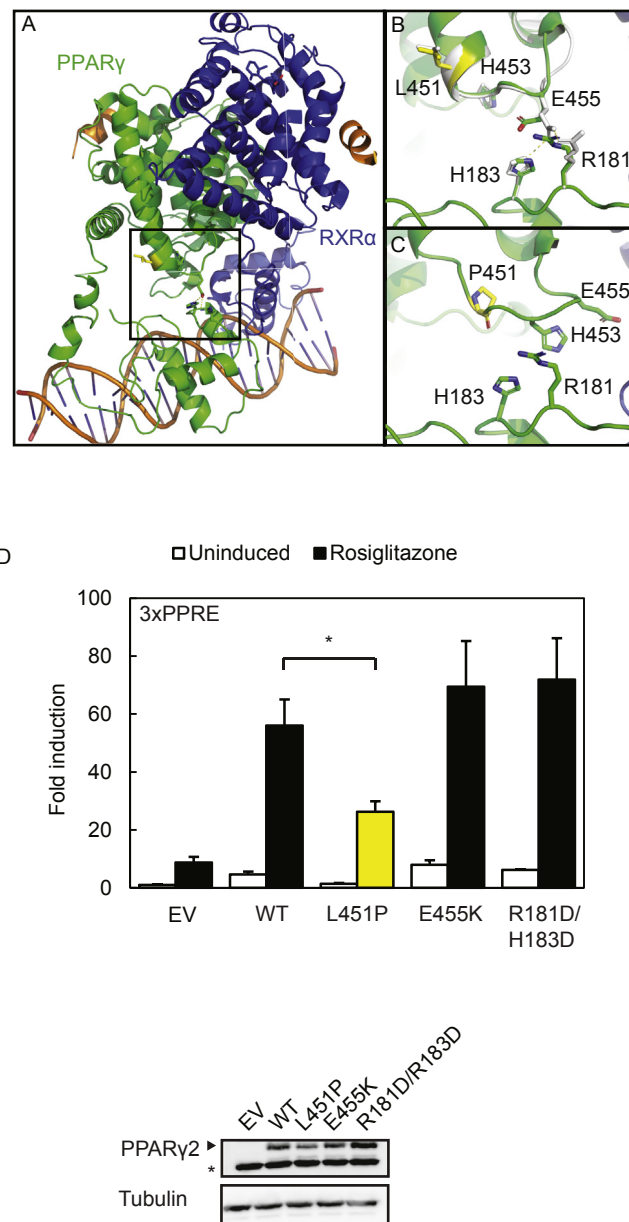 A
PPARγ
RXRα
B
L451
H453
E455
H183
R181
C
P451
E455
H453
H183
R181
D
Uninduced Rosiglitazone
3xPPRE
*
Fold induction
100
80
60
40
20
0
EV WT L451P E455K R181D/
H183D
EV WT L451P E455K R181D/R183D
PPARγ2
*
Tubulin